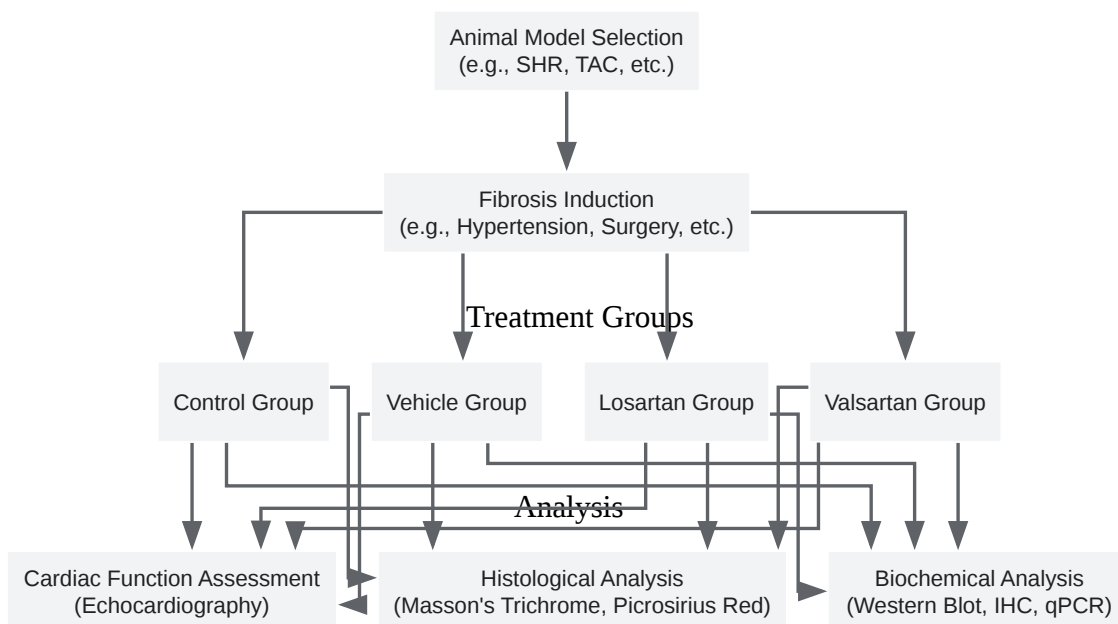 Animal Model Selection
(e.g., SHR, TAC, etc.)
Fibrosis Induction
(e.g., Hypertension, Surgery, etc.)
Treatment Groups
Control Group
Vehicle Group
Losartan Group
Valsartan Group
Analysis
Cardiac Function Assessment
(Echocardiography)
Histological Analysis
(Masson's Trichrome, Picrosirius Red)
Biochemical Analysis
(Western Blot, IHC, qPCR)